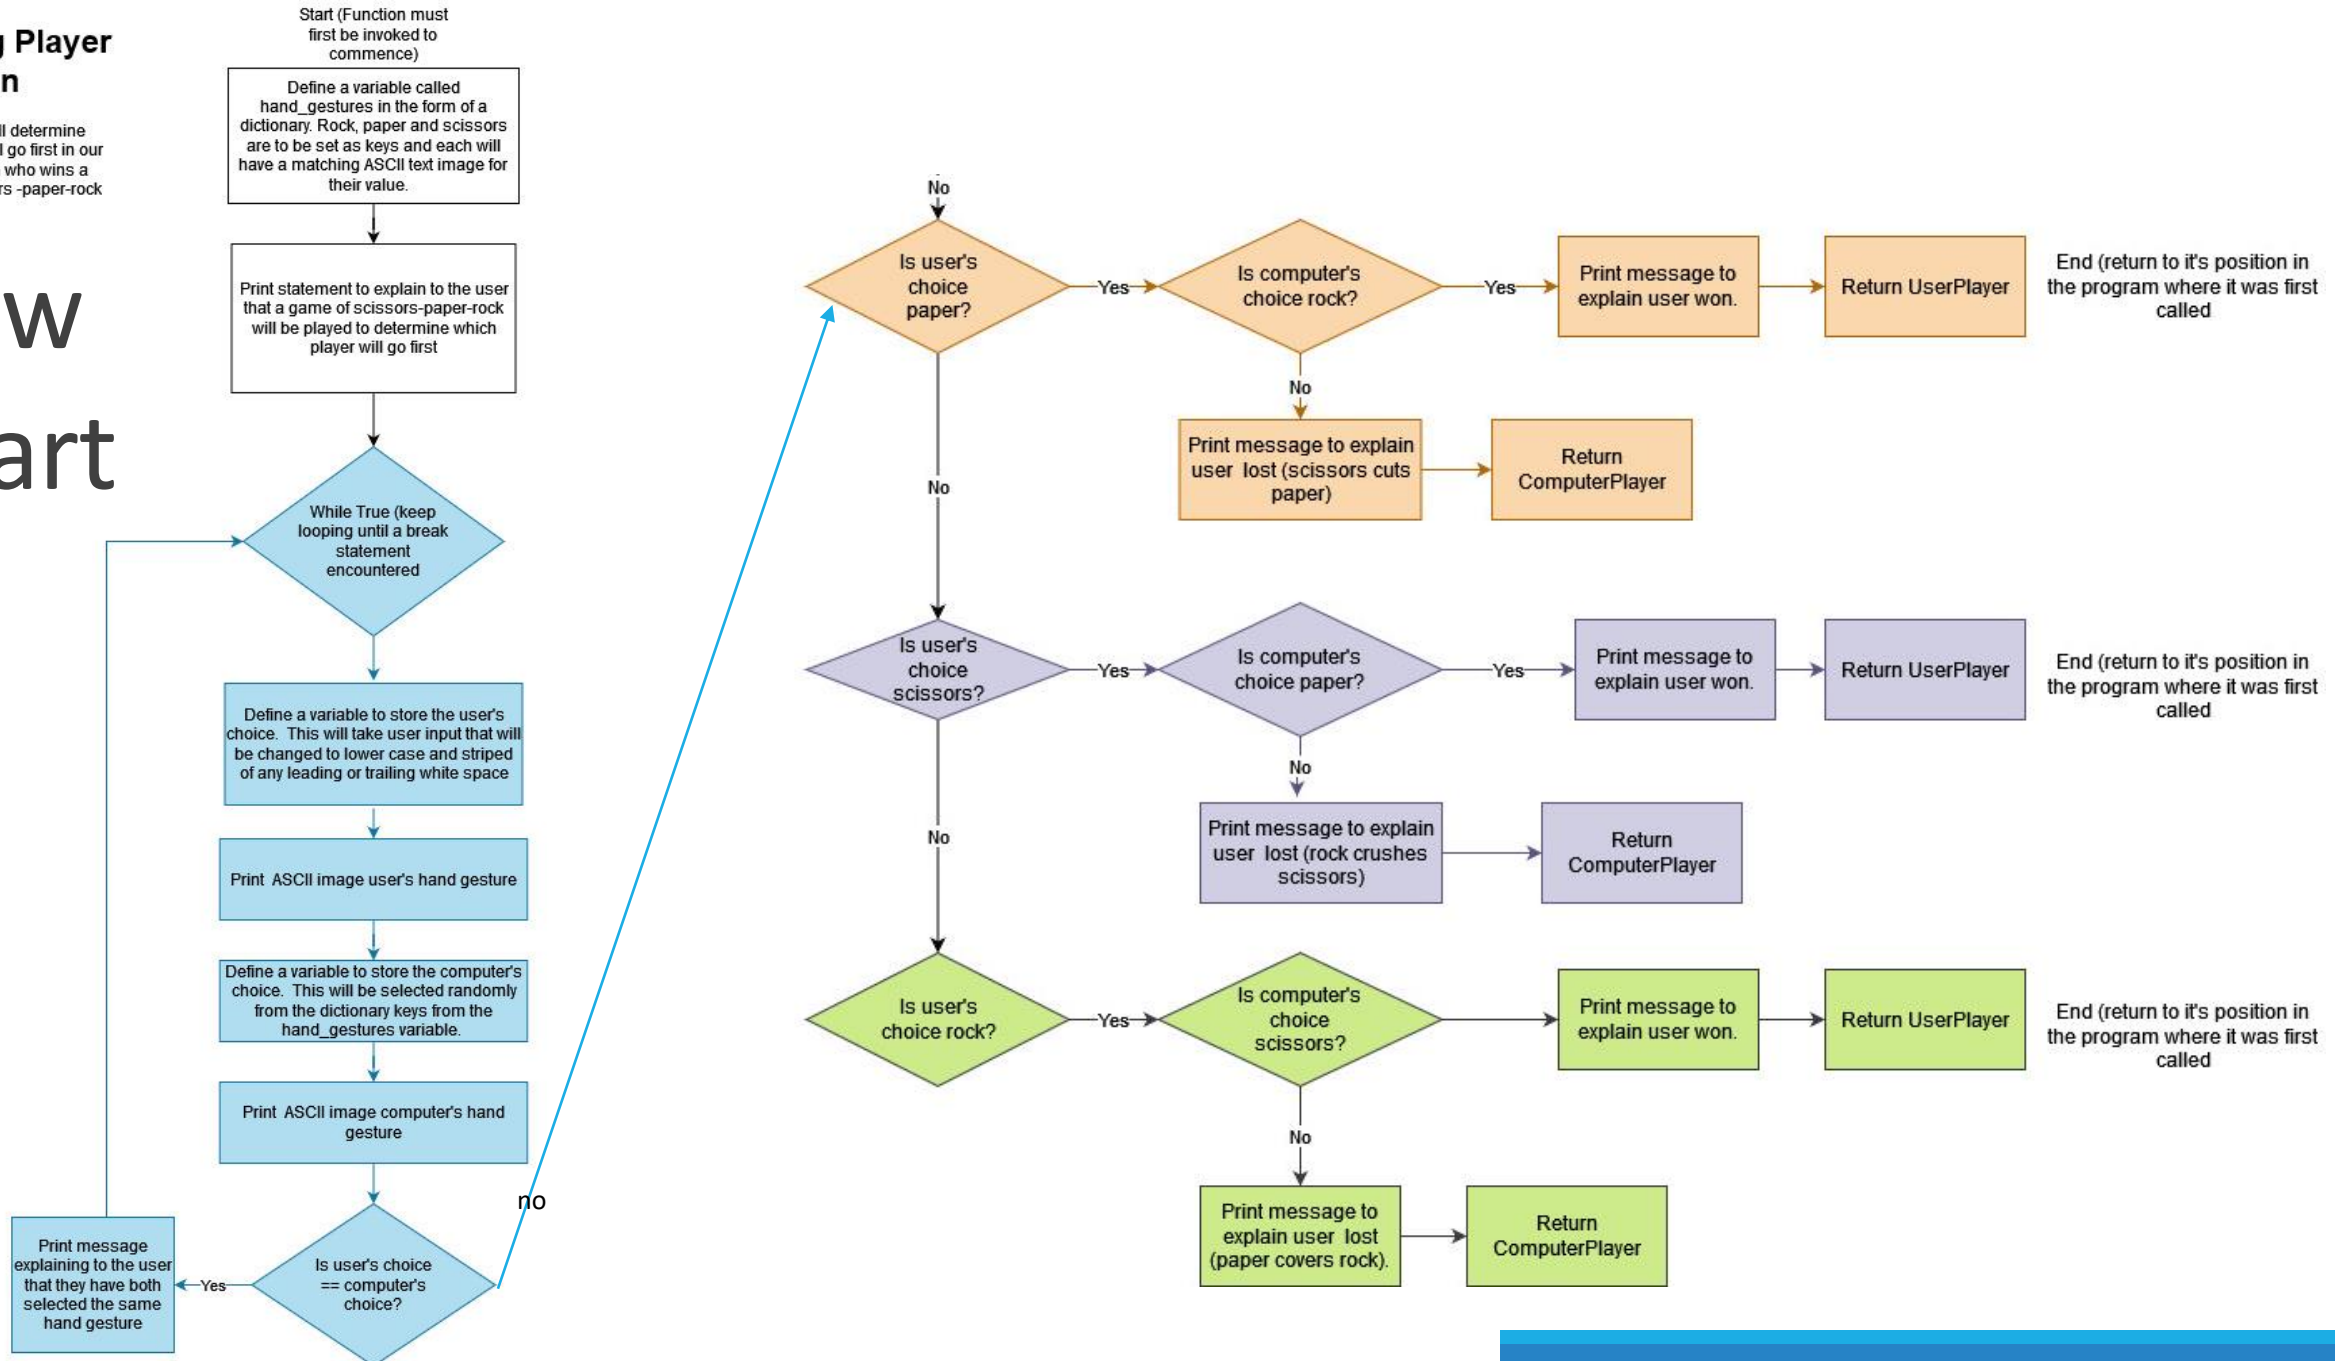 g Player
n
ll determine
l go first in our
who wins a
rs -paper-rock
w
art
Start (Function must
first be invoked to
commence)
Define a variable called
hand_gestures in the form of a
dictionary. Rock, paper and scissors
are to be set as keys and each will
have a matching ASCII text image for
their value.
Print statement to explain to the user
that a game of scissors-paper-rock
will be played to determine which
player will go first
While True (keep
looping until a break
statement
encountered
Define a variable to store the user's
choice. This will take user input that will
be changed to lower case and striped
of any leading or trailing white space
Print ASCII image user's hand gesture
Define a variable to store the computer's
choice. This will be selected randomly
from the dictionary keys from the
hand_gestures variable.
Print ASCII image computer's hand
gesture
Is user's choice
== computer's
choice?
Yes
Print message
explaining to the user
that they have both
selected the same
hand gesture
no
No
Is user's
choice
paper?
Yes
Is computer's
choice rock?
Yes
Print message to
explain user won.
Return UserPlayer
End (return to it's position in
the program where it was first
called
No
Print message to explain
user lost (scissors cuts
paper)
Return
ComputerPlayer
No
Is user's
choice
scissors?
Yes
Is computer's
choice paper?
Yes
Print message to
explain user won.
Return UserPlayer
End (return to it's position in
the program where it was first
called
No
Print message to explain
user lost (rock crushes
scissors)
Return
ComputerPlayer
No
Is user's
choice rock?
Yes
Is computer's
choice
scissors?
Print message to
explain user won.
Return UserPlayer
End (return to it's position in
the program where it was first
called
No
Print message to
explain user lost
(paper covers rock).
Return
ComputerPlayer